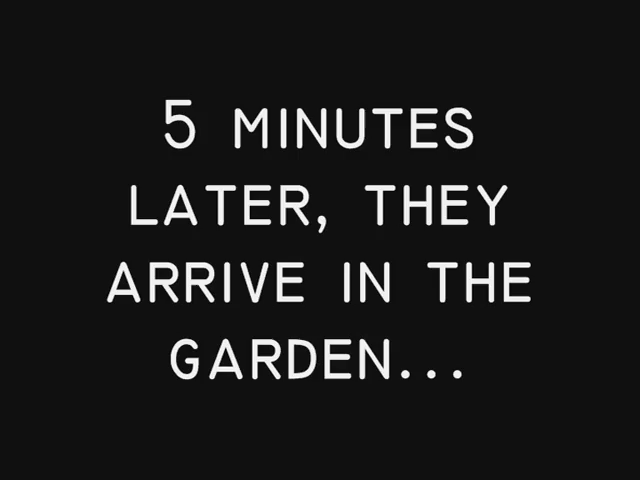 5 MINUTES
LATER, THEY
ARRIVE IN THE
GARDEN...